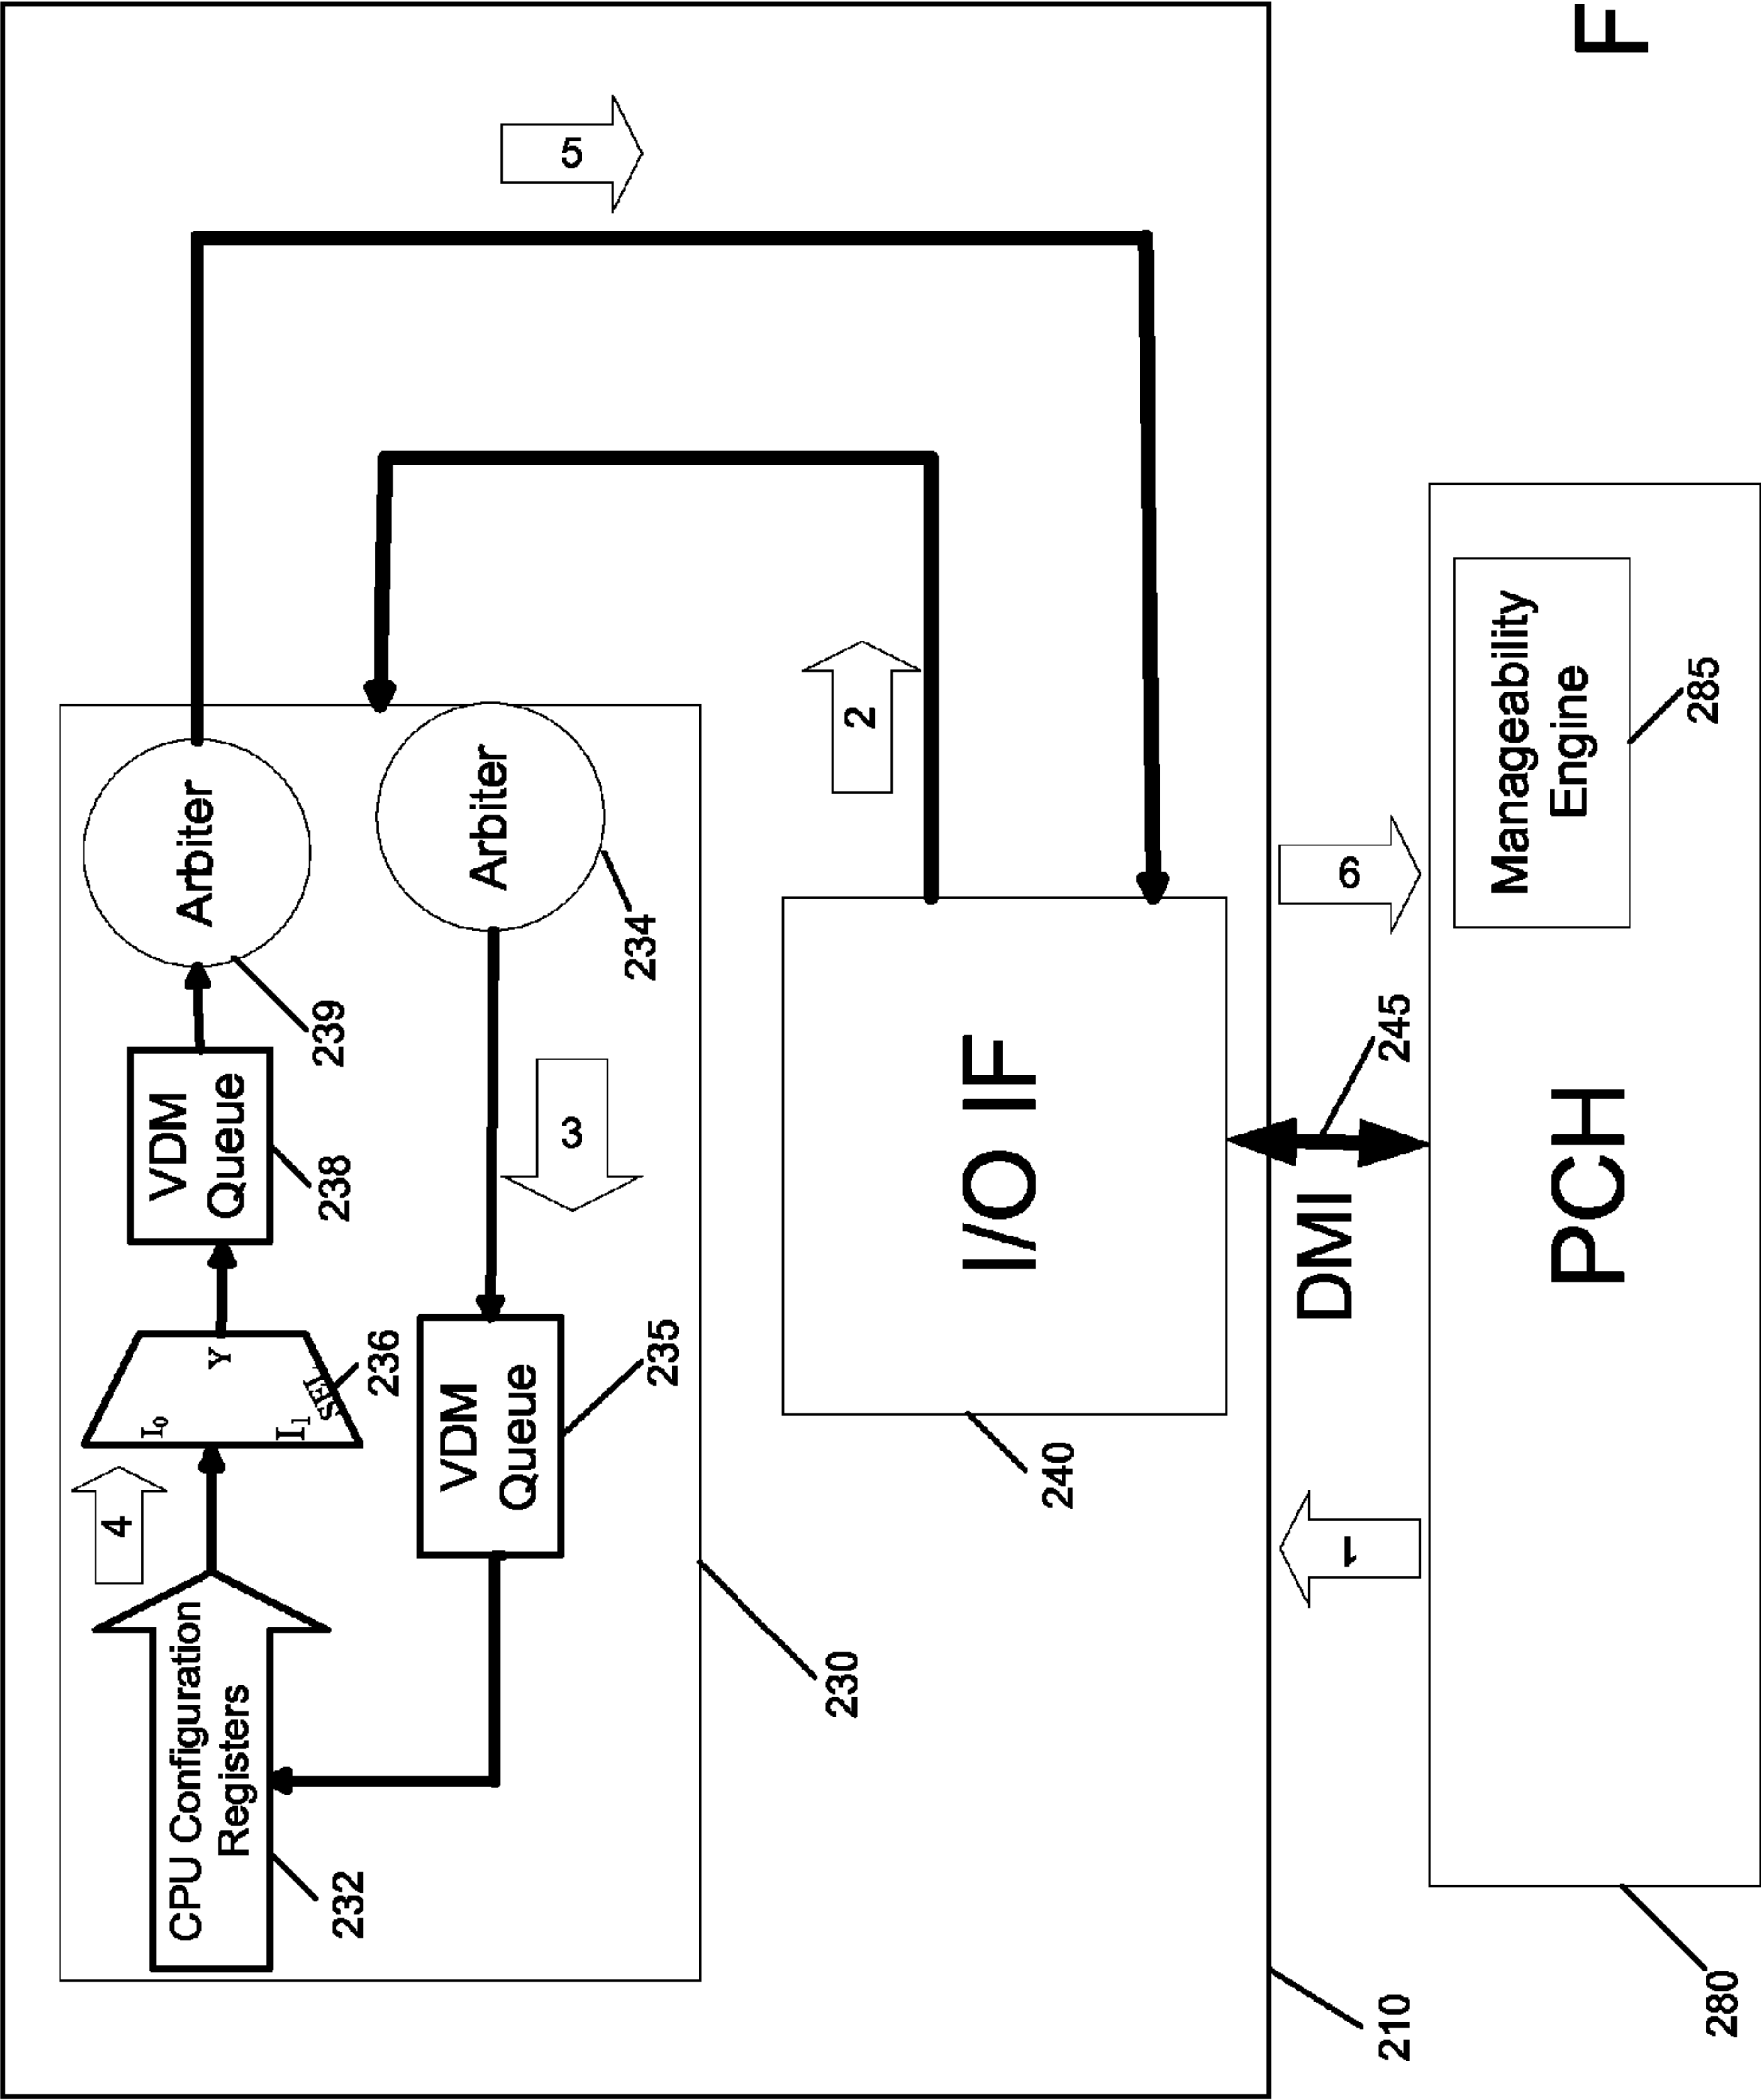 CPU Configuration
Registers
232
4
I0
I1
Y
SEL
236
VDM
Queue
238
Arbiter
239
5
VDM
Queue
235
3
Arbiter
234
230
2
I/O IF
240
210
1
DMI
245
6
PCH
Manageability
Engine
285
280
F